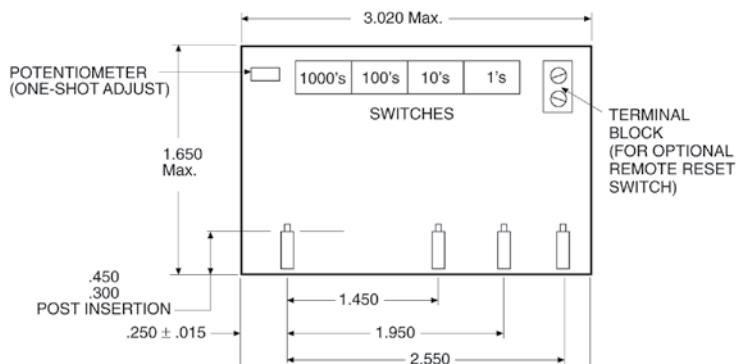 3.020 Max.
POTENTIOMETER
(ONE-SHOT ADJUST)
1000's 100's 10's 1's
SWITCHES
TERMINAL
BLOCK
(FOR OPTIONAL
REMOTE RESET
SWITCH)
1.650
Max.
.450
.300
POST INSERTION
1.450
.250 ± .015
1.950
2.550